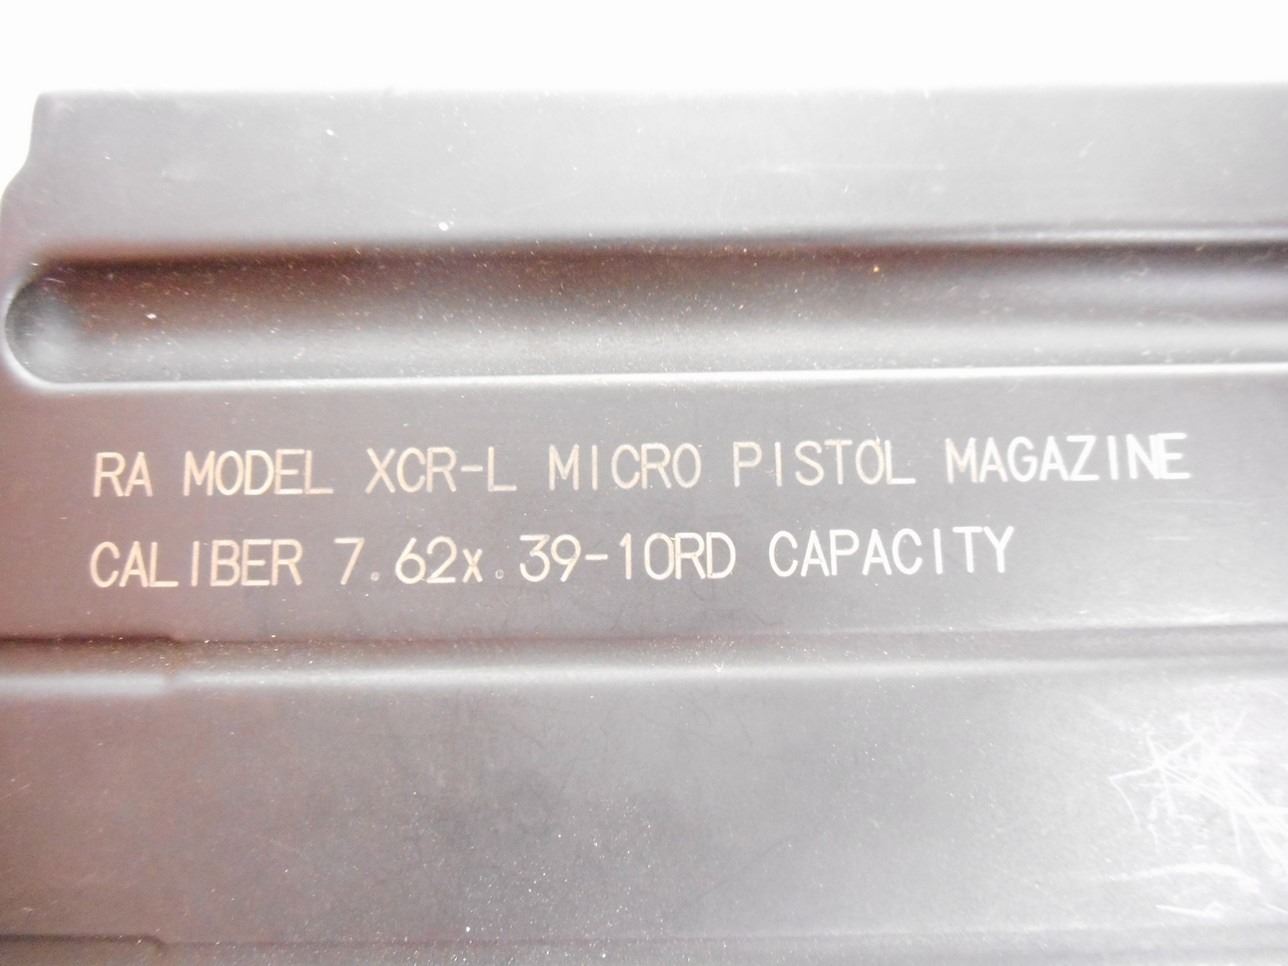 RA MODEL XCR-L MICRO PISTOL MAGAZINE
CALIBER 7.62x.39-10RD CAPACITY